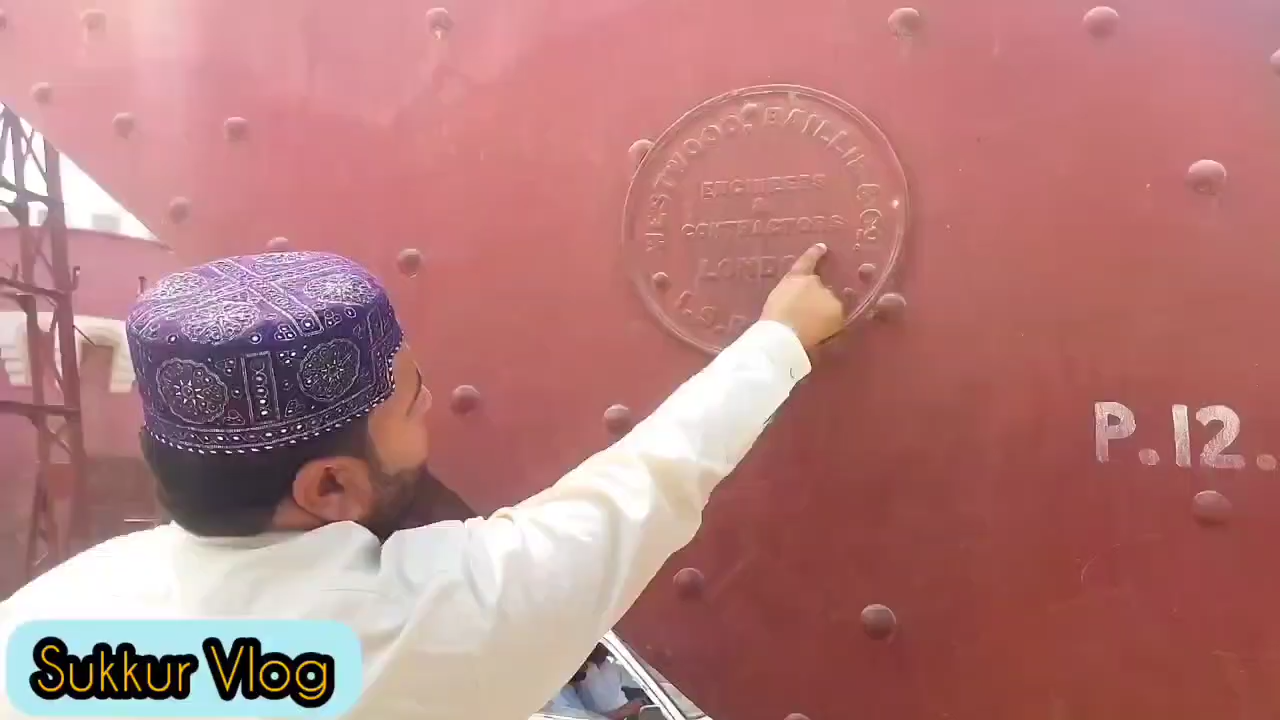 WESTWOOD, BAILLIE & CO.
ENGINEERS
&
CONTRACTORS
P.12.
Sukkur Vlog